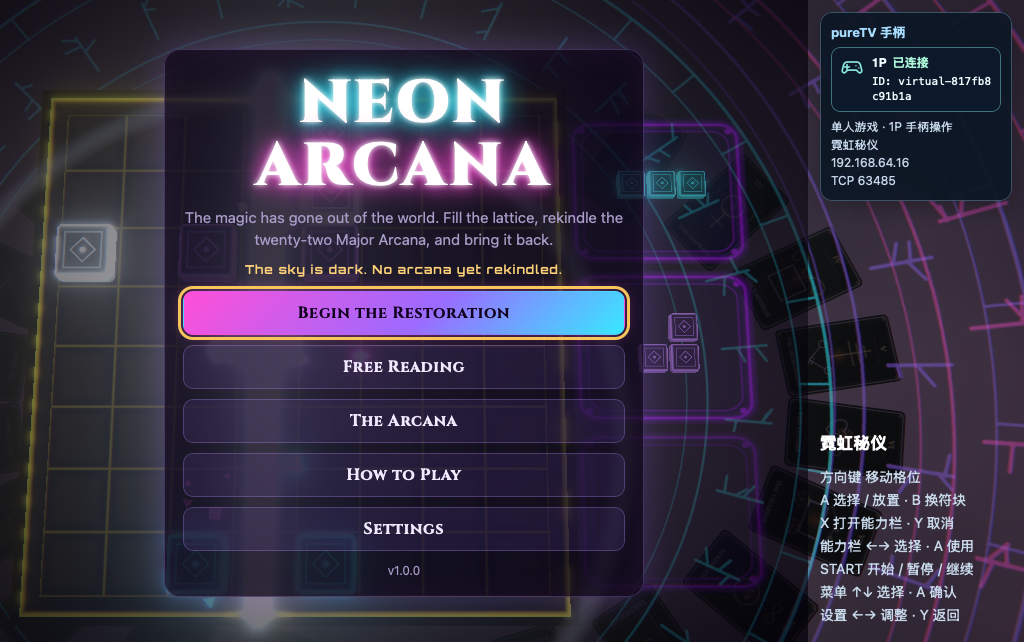 NEON
ARCANA
The magic has gone out of the world. Fill the lattice, rekindle the
twenty-two Major Arcana, and bring it back.
The sky is dark. No arcana yet rekindled.
Begin the Restoration
Free Reading
The Arcana
How to Play
Settings
v1.0.0
pureTV 手柄
1P 已连接
ID: virtual-817fb8
c91b1a
单人游戏 · 1P 手柄操作
霓虹秘仪
192.168.64.16
TCP 63485
霓虹秘仪
方向键 移动格位
A 选择 / 放置 · B 换符块
X 打开能力栏 · Y 取消
能力栏 ←→ 选择 · A 使用
START 开始 / 暂停 / 继续
菜单 ↑↓ 选择 · A 确认
设置 ←→ 调整 · Y 返回